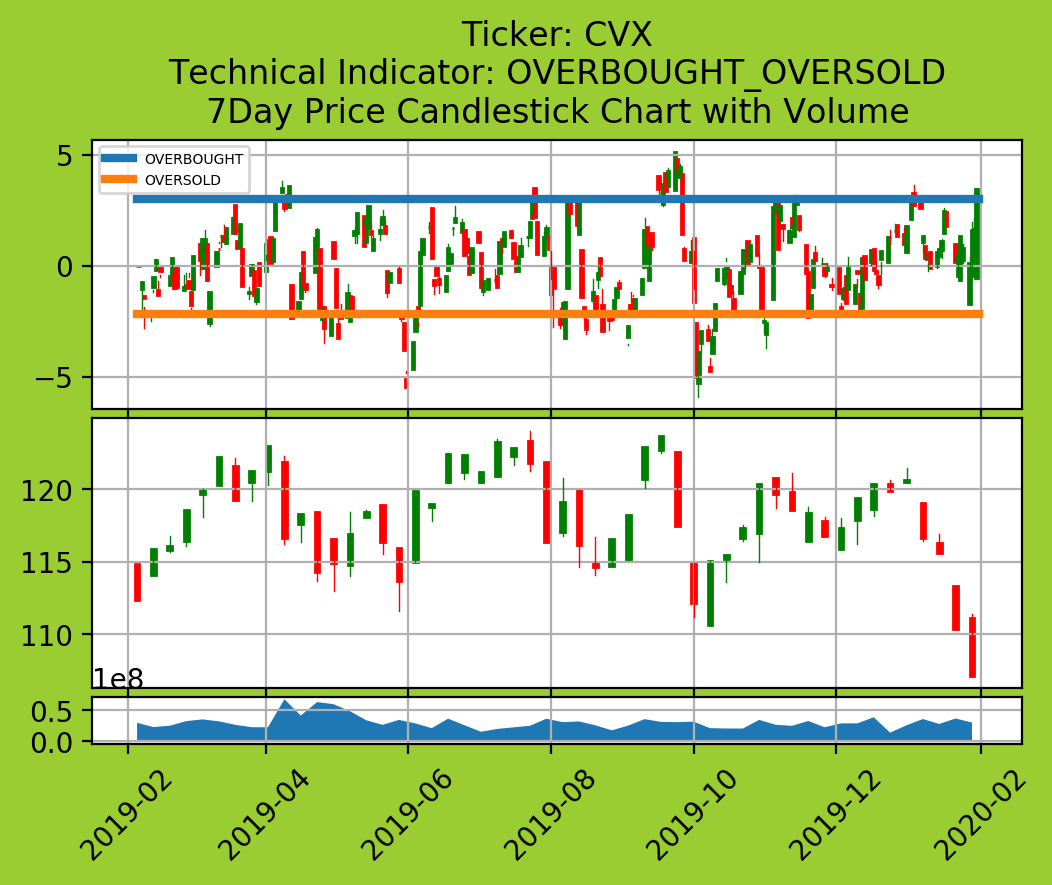 Ticker: CVX
Technical Indicator: OVERBOUGHT_OVERSOLD
7Day Price Candlestick Chart with Volume
OVERBOUGHT
OVERSOLD
5
0
−5
120
115
110
1e8
0.5
0.0
2019-02
2019-04
2019-06
2019-08
2019-10
2019-12
2020-02